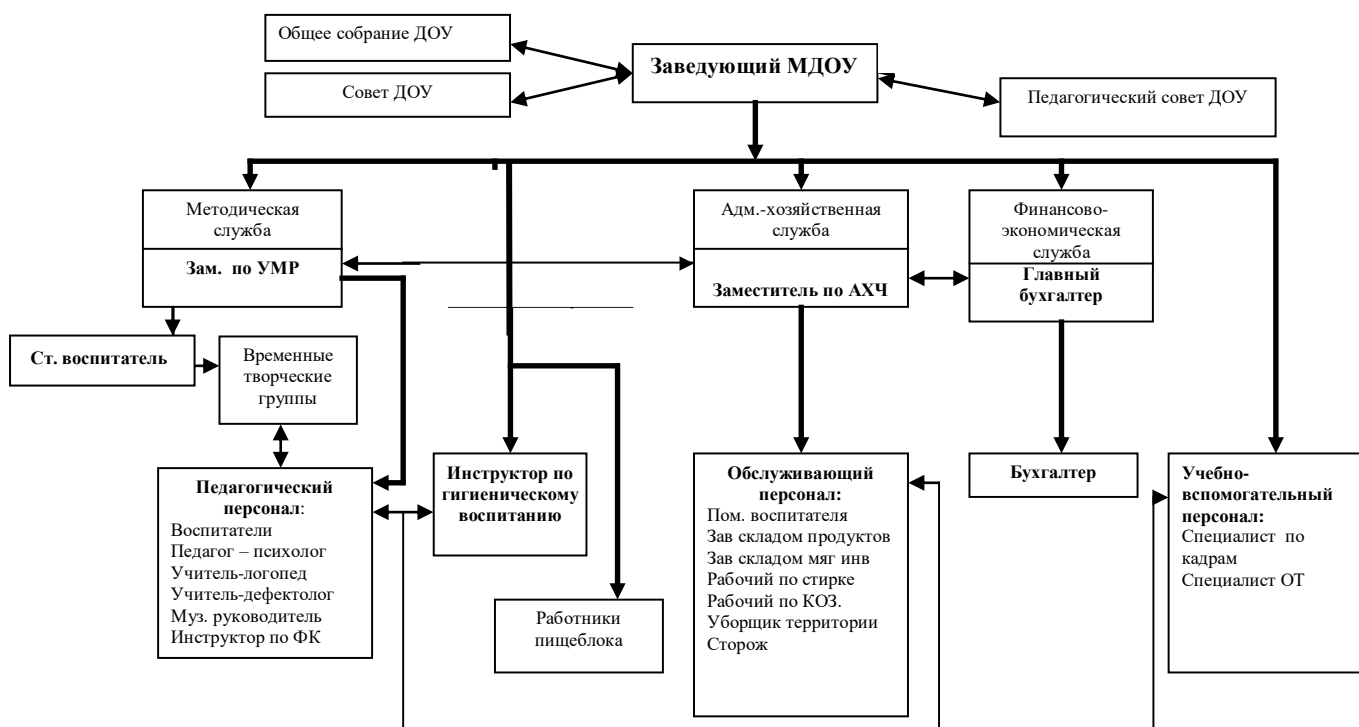 Общее собрание ДОУ
Заведующий МДОУ
Совет ДОУ
Педагогический совет ДОУ
Методическая
служба
Зам. по УМР
Адм.-хозяйственная
служба
Заместитель по АХЧ
Финансово-
экономическая
служба
Главный
бухгалтер
Ст. воспитатель
Временные
творческие
группы
Педагогический
персонал:
Воспитатели
Педагог – психолог
Учитель-логопед
Учитель-дефектолог
Муз. руководитель
Инструктор по ФК
Инструктор по
гигиеническому
воспитанию
Работники
пищеблока
Обслуживающий
персонал:
Пом. воспитателя
Зав складом продуктов
Зав складом мяг инв
Рабочий по стирке
Рабочий по КОЗ.
Уборщик территории
Сторож
Бухгалтер
Учебно-
вспомогательный
персонал:
Специалист по
кадрам
Специалист ОТ